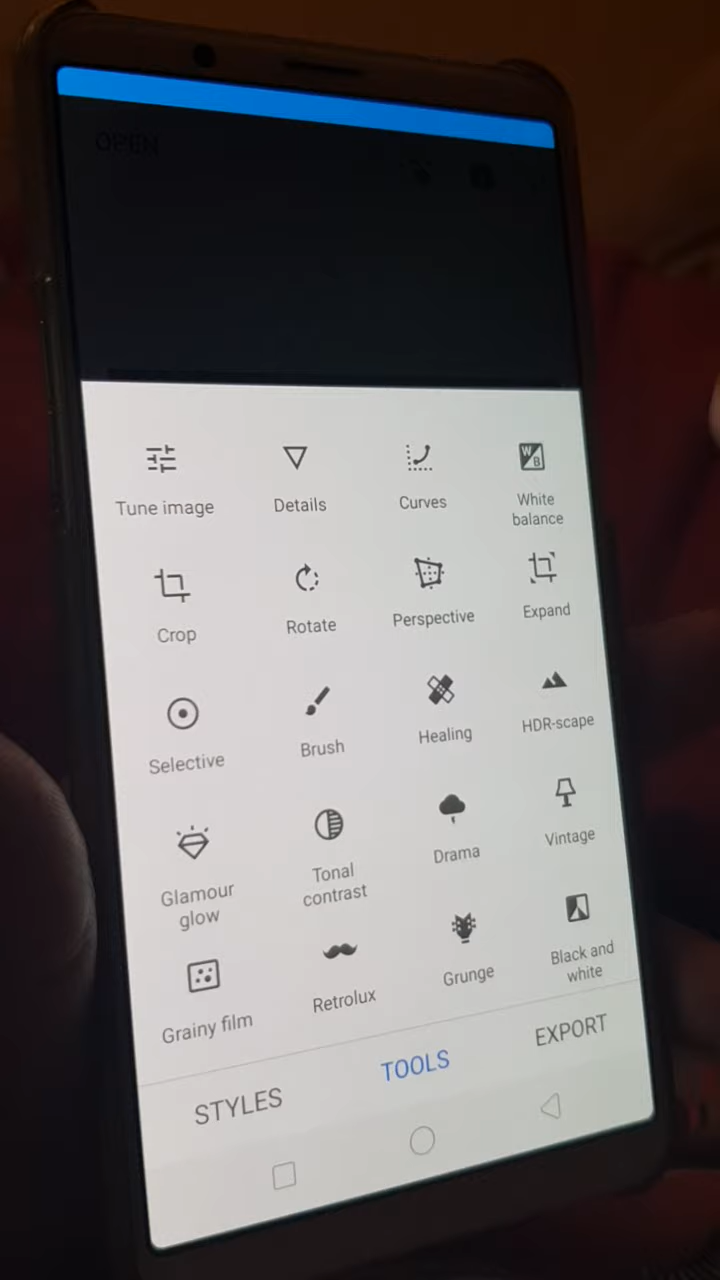 OPEN
Tune image
Details
Curves
White
balance
Crop
Rotate
Perspective
Expand
Selective
Brush
Healing
HDR-scape
Glamour
glow
Tonal
contrast
Drama
Vintage
Grainy film
Retrolux
Grunge
Black and
white
STYLES
TOOLS
EXPORT